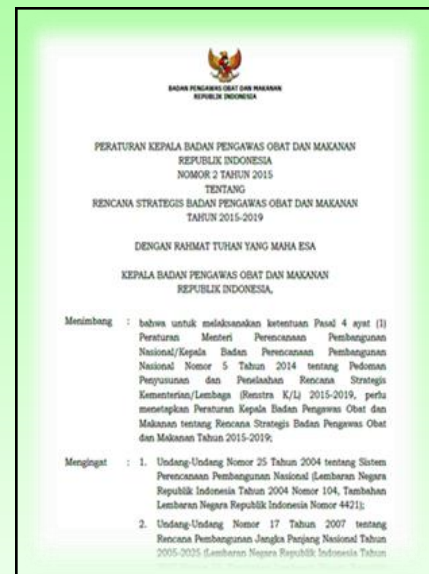 BADAN PENGAWAS OBAT DAN MAKANAN
REPUBLIK INDONESIA
PERATURAN KEPALA BADAN PENGAWAS OBAT DAN MAKANAN
REPUBLIK INDONESIA
NOMOR 2 TAHUN 2015
TENTANG
RENCANA STRATEGIS BADAN PENGAWAS OBAT DAN MAKANAN
TAHUN 2015-2019
DENGAN RAHMAT TUHAN YANG MAHA ESA
KEPALA BADAN PENGAWAS OBAT DAN MAKANAN
REPUBLIK INDONESIA,
Menimbang : bahwa untuk melaksanakan ketentuan Pasal 4 ayat (1)
Peraturan Menteri Perencanaan Pembangunan
Nasional/Kepala Badan Perencanaan Pembangunan
Nasional Nomor 5 Tahun 2014 tentang Pedoman
Penyusunan dan Penelaahan Rencana Strategis
Kementerian/Lembaga (Renstra K/L) 2015-2019, perlu
menetapkan Peraturan Kepala Badan Pengawas Obat dan
Makanan tentang Rencana Strategis Badan Pengawas Obat
dan Makanan Tahun 2015-2019;
Mengingat : 1. Undang-Undang Nomor 25 Tahun 2004 tentang Sistem
Perencanaan Pembangunan Nasional (Lembaran Negara
Republik Indonesia Tahun 2004 Nomor 104, Tambahan
Lembaran Negara Republik Indonesia Nomor 4421);
2. Undang-Undang Nomor 17 Tahun 2007 tentang
Rencana Pembangunan Jangka Panjang Nasional Tahun
2005-2025 (Lembaran Negara Republik Indonesia Tahun